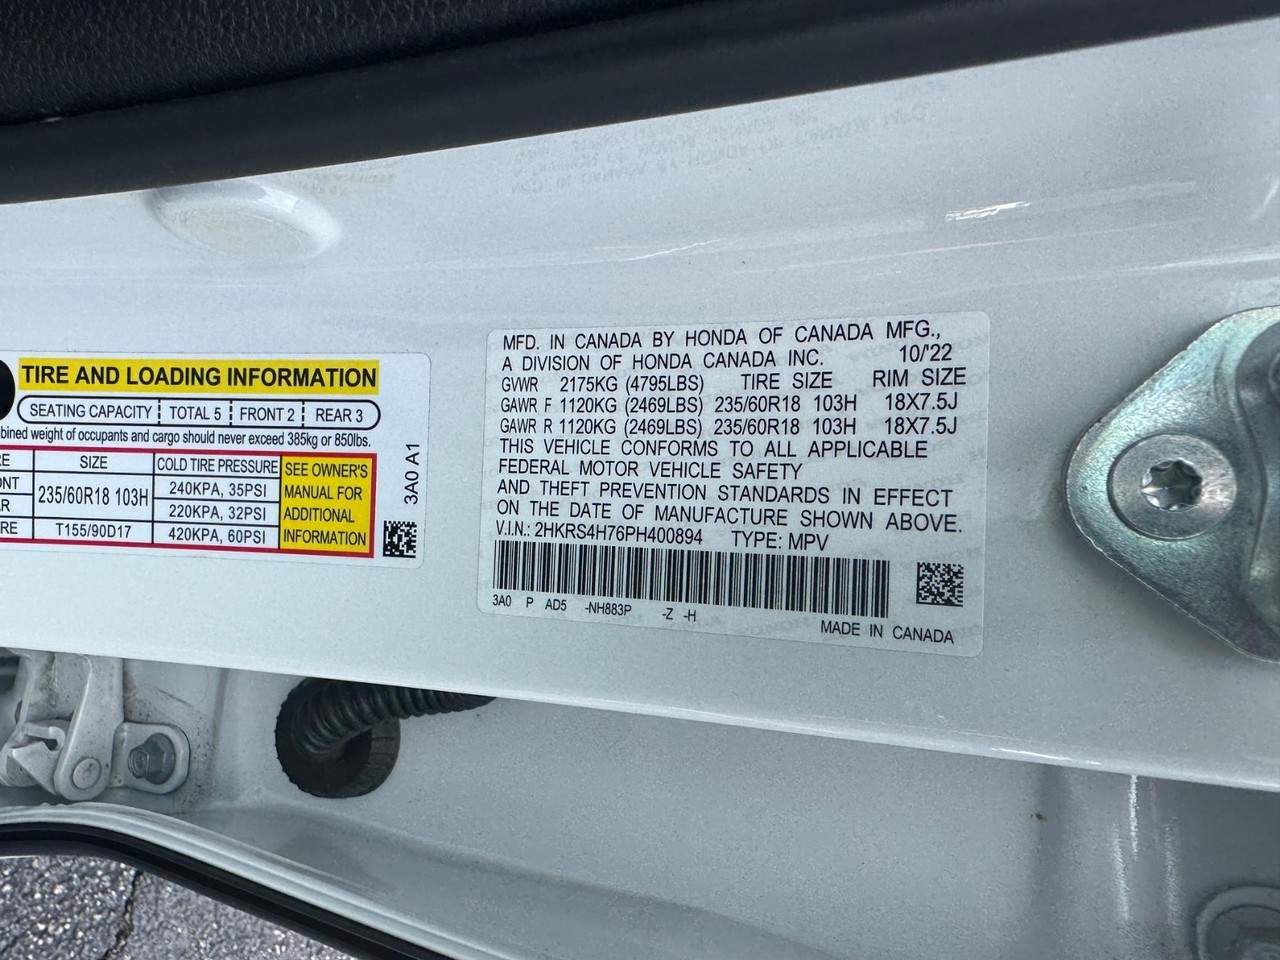 TIRE AND LOADING INFORMATION
SEATING CAPACITY TOTAL 5 FRONT 2 REAR 3
bined weight of occupants and cargo should never exceed 385kg or 850lbs.
RE SIZE COLD TIRE PRESSURE SEE OWNER'S MANUAL FOR ADDITIONAL INFORMATION
ONT 235/60R18 103H 240KPA, 35PSI
AR 220KPA, 32PSI
RE T155/90D17 420KPA, 60PSI
3A0 A1
MFD. IN CANADA BY HONDA OF CANADA MFG.,
A DIVISION OF HONDA CANADA INC. 10/'22
GVWR 2175KG (4795LBS) TIRE SIZE RIM SIZE
GAWR F 1120KG (2469LBS) 235/60R18 103H 18X7.5J
GAWR R 1120KG (2469LBS) 235/60R18 103H 18X7.5J
THIS VEHICLE CONFORMS TO ALL APPLICABLE
FEDERAL MOTOR VEHICLE SAFETY
AND THEFT PREVENTION STANDARDS IN EFFECT
ON THE DATE OF MANUFACTURE SHOWN ABOVE.
V.I.N.: 2HKRS4H76PH400894 TYPE: MPV
3A0 P AD5 -NH883P -Z -H
MADE IN CANADA